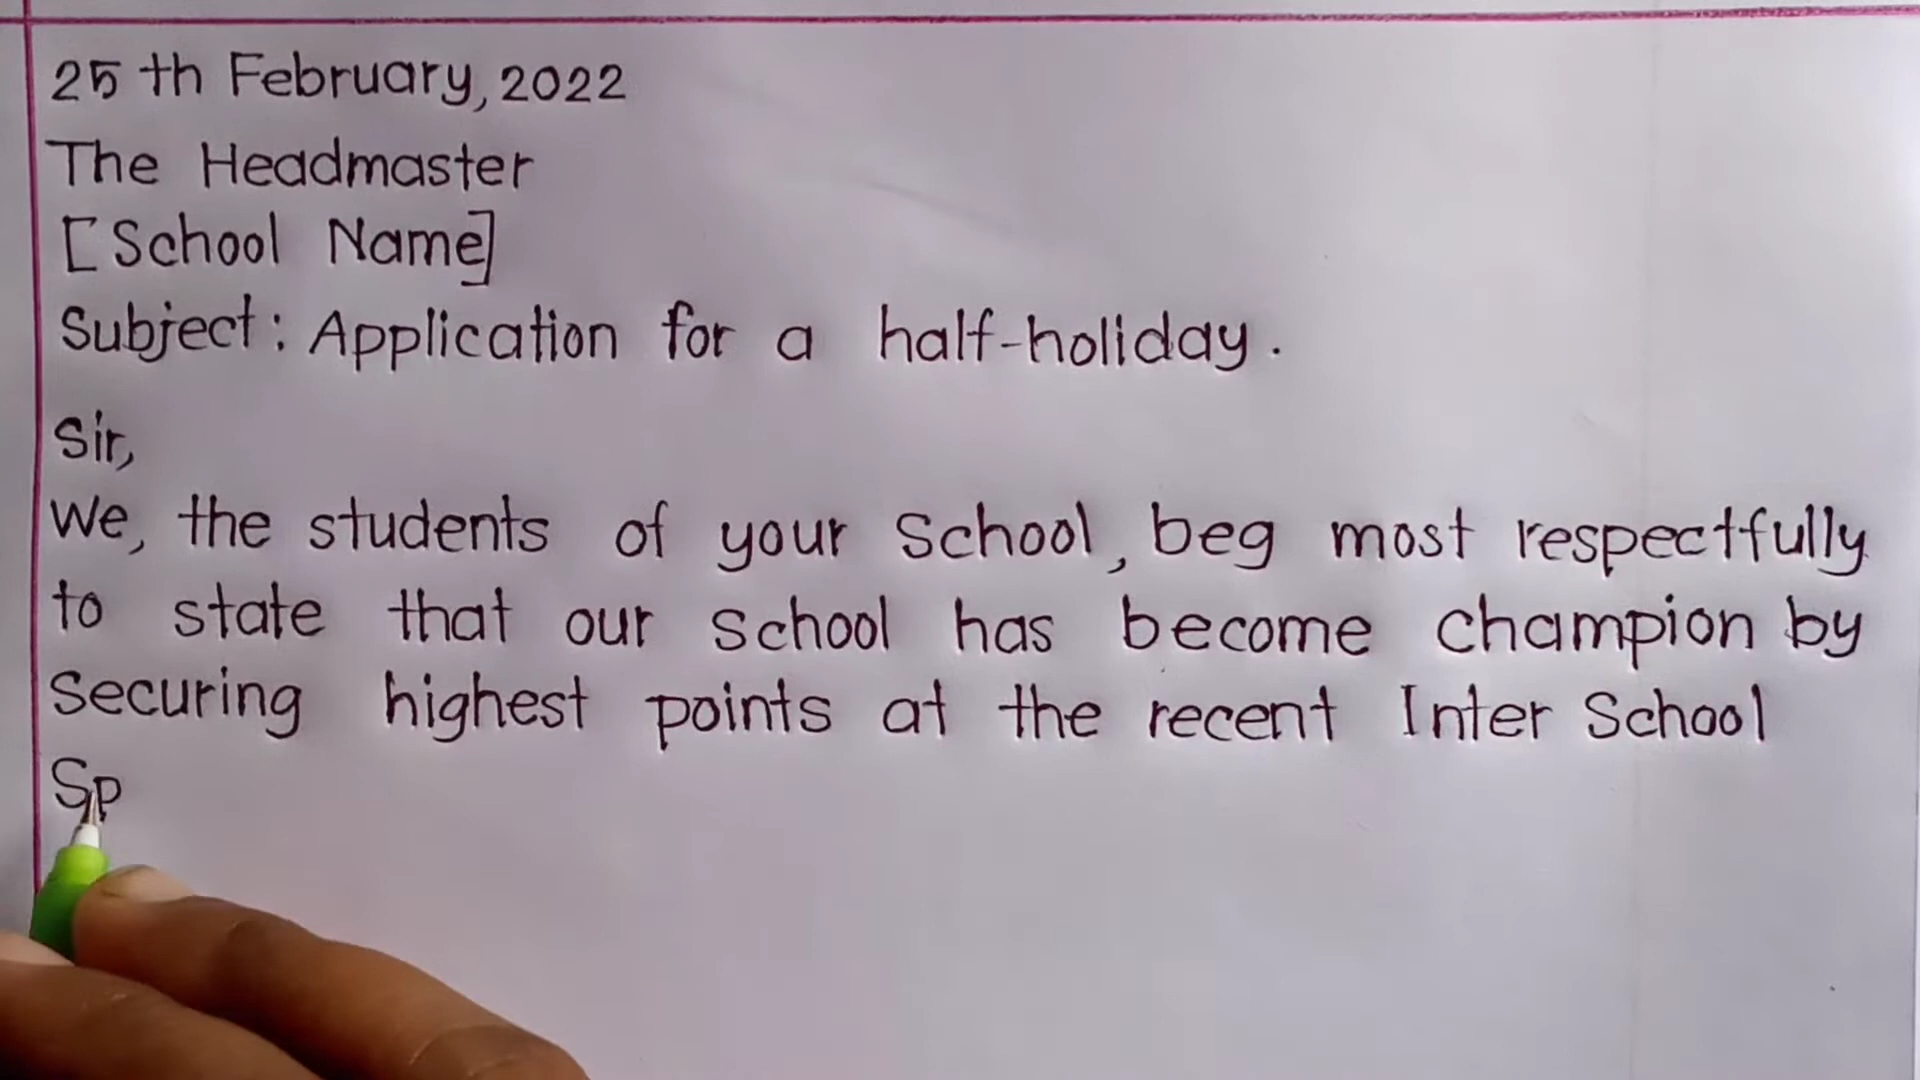 25 th February, 2022
The Headmaster
[School Name]
Subject: Application for a half-holiday.
Sir,
We, the students of your School, beg most respectfully
to state that our school has become champion by
Securing highest points at the recent Inter School
Sp